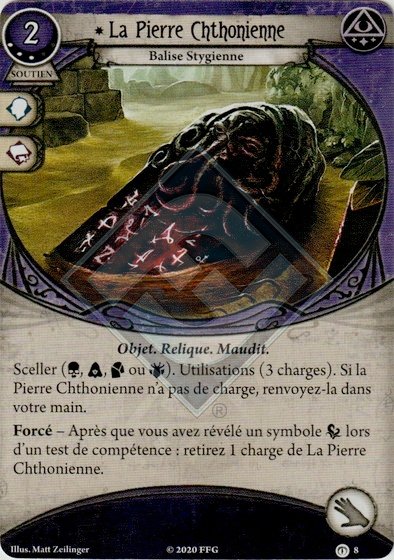 2
✶ La Pierre Chthonienne
SOUTIEN
Balise Stygienne
Objet. Relique. Maudit.
Sceller (, , ou ). Utilisations (3 charges). Si la
Pierre Chthonienne n'a pas de charge, renvoyez-la dans
votre main.
Forcé – Après que vous avez révélé un symbole lors
d'un test de compétence : retirez 1 charge de La Pierre
Chthonienne.
®
Illus. Matt Zeilinger
© 2020 FFG
8